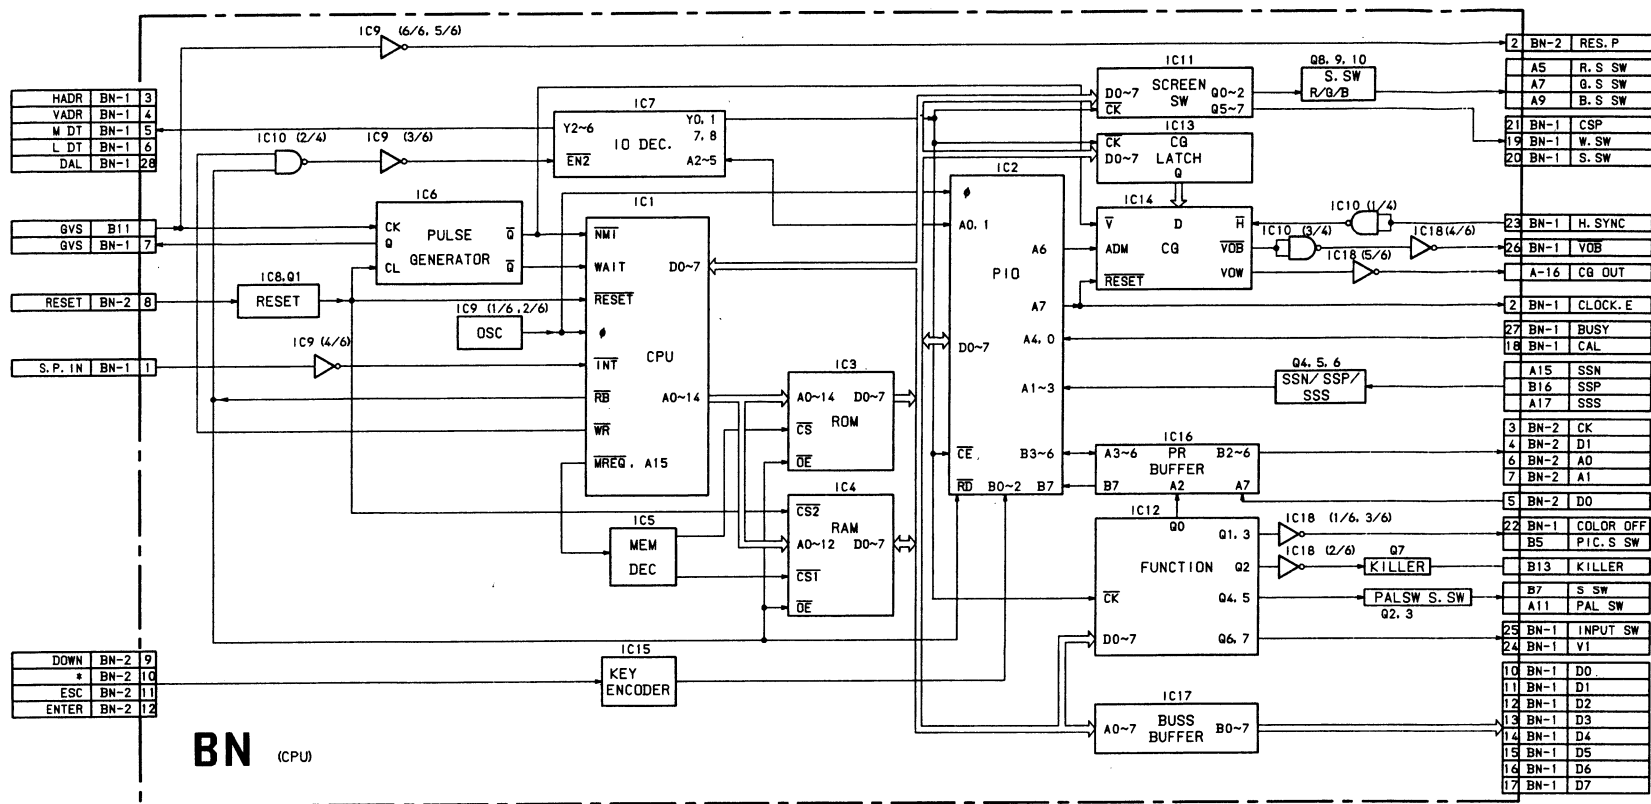 IC9 (6/6, 5/6)
2 BN-2 RES.P
A5 R.S SW
A7 G.S SW
A9 B.S SW
21 BN-1 CSP
19 BN-1 W.SW
20 BN-1 S.SW
23 BN-1 H.SYNC
26 BN-1 VOB
A-16 CG OUT
2 BN-1 CLOCK.E
27 BN-1 BUSY
18 BN-1 CAL
A15 SSN
B16 SSP
A17 SSS
3 BN-2 CK
4 BN-2 D1
6 BN-2 A0
7 BN-2 A1
5 BN-2 D0
22 BN-1 COLOR OFF
B5 PIC.S SW
B13 KILLER
B7 S SW
A11 PAL SW
25 BN-1 INPUT SW
24 BN-1 V1
10 BN-1 D0
11 BN-1 D1
12 BN-1 D2
13 BN-1 D3
14 BN-1 D4
15 BN-1 D5
16 BN-1 D6
17 BN-1 D7
HADR BN-1 3
VADR BN-1 4
M DT BN-1 5
L DT BN-1 6
DAL BN-1 28
GVS B11
GVS BN-1 7
RESET BN-2 8
S.P.IN BN-1 1
DOWN BN-2 9
* BN-2 10
ESC BN-2 11
ENTER BN-2 12
IC10 (2/4)
IC9 (3/6)
IC7
Y2~6
Y0, 1
7, 8
IO DEC.
EN2
A2~5
IC6
CK
Q
CL
PULSE
GENERATOR
Q
Q
IC8,Q1
RESET
IC9 (1/6,2/6)
OSC
IC9 (4/6)
IC1
NMI
WAIT
RESET
φ
INT
RB
WR
MREQ, A15
D0~7
CPU
A0~14
IC3
A0~14 D0~7
ROM
CS
OE
IC4
CS2
RAM
A0~12 D0~7
CS1
OE
IC5
MEM
DEC
IC15
KEY
ENCODER
IC2
φ
A0, 1
PIO
A6
A7
A4, 0
D0~7
A1~3
CE
B3~6
RD B0~2 B7
IC11
D0~7
SCREEN
SW
Q0~2
Q5~7
CK
Q8, 9, 10
S.SW
R/G/B
IC13
CK CG
D0~7 LATCH
Q
IC14
V D H
ADM CG VOB
VOW
RESET
IC10 (1/4)
IC10 (3/4)
IC18(4/6)
IC18 (5/6)
Q4, 5, 6
SSN/SSP/
SSS
IC16
A3~6 PR B2~6
BUFFER
B7 A2 A7
IC12
Q0
Q1, 3
Q2
FUNCTION
CK
Q4, 5
D0~7
Q6, 7
IC18 (1/6, 3/6)
IC18 (2/6)
Q7
KILLER
PALSW S.SW
Q2, 3
IC17
A0~7 BUSS B0~7
BUFFER
BN (CPU)